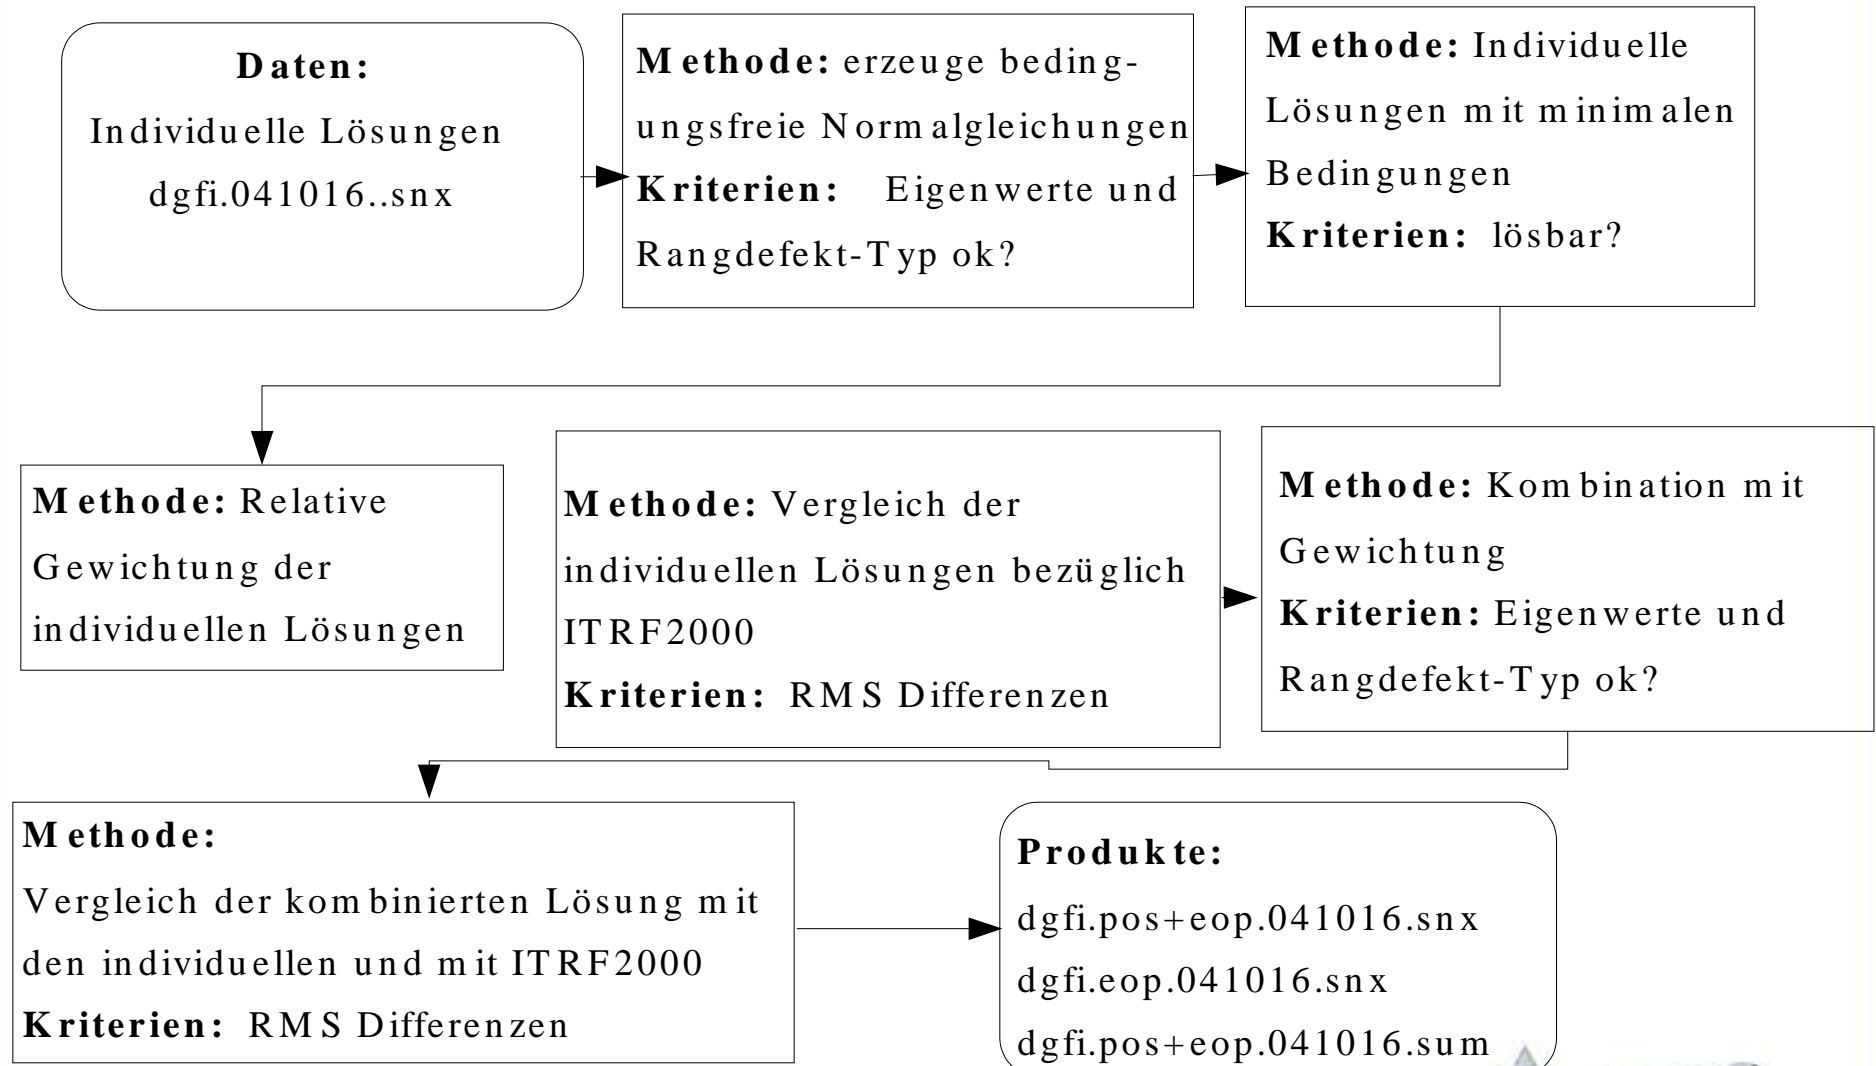 Daten:
Individuelle Lösungen
dgfi.041016..snx
Methode: erzeuge beding-
ungsfreie Normalgleichungen
Kriterien: Eigenwerte und
Rangdefekt-Typ ok?
Methode: Individuelle
Lösungen mit minimalen
Bedingungen
Kriterien: lösbar?
Methode: Relative
Gewichtung der
individuellen Lösungen
Methode: Vergleich der
individuellen Lösungen bezüglich
ITRF2000
Kriterien: RMS Differenzen
Methode: Kombination mit
Gewichtung
Kriterien: Eigenwerte und
Rangdefekt-Typ ok?
Methode:
Vergleich der kombinierten Lösung mit
den individuellen und mit ITRF2000
Kriterien: RMS Differenzen
Produkte:
dgfi.pos+eop.041016.snx
dgfi.eop.041016.snx
dgfi.pos+eop.041016.sum